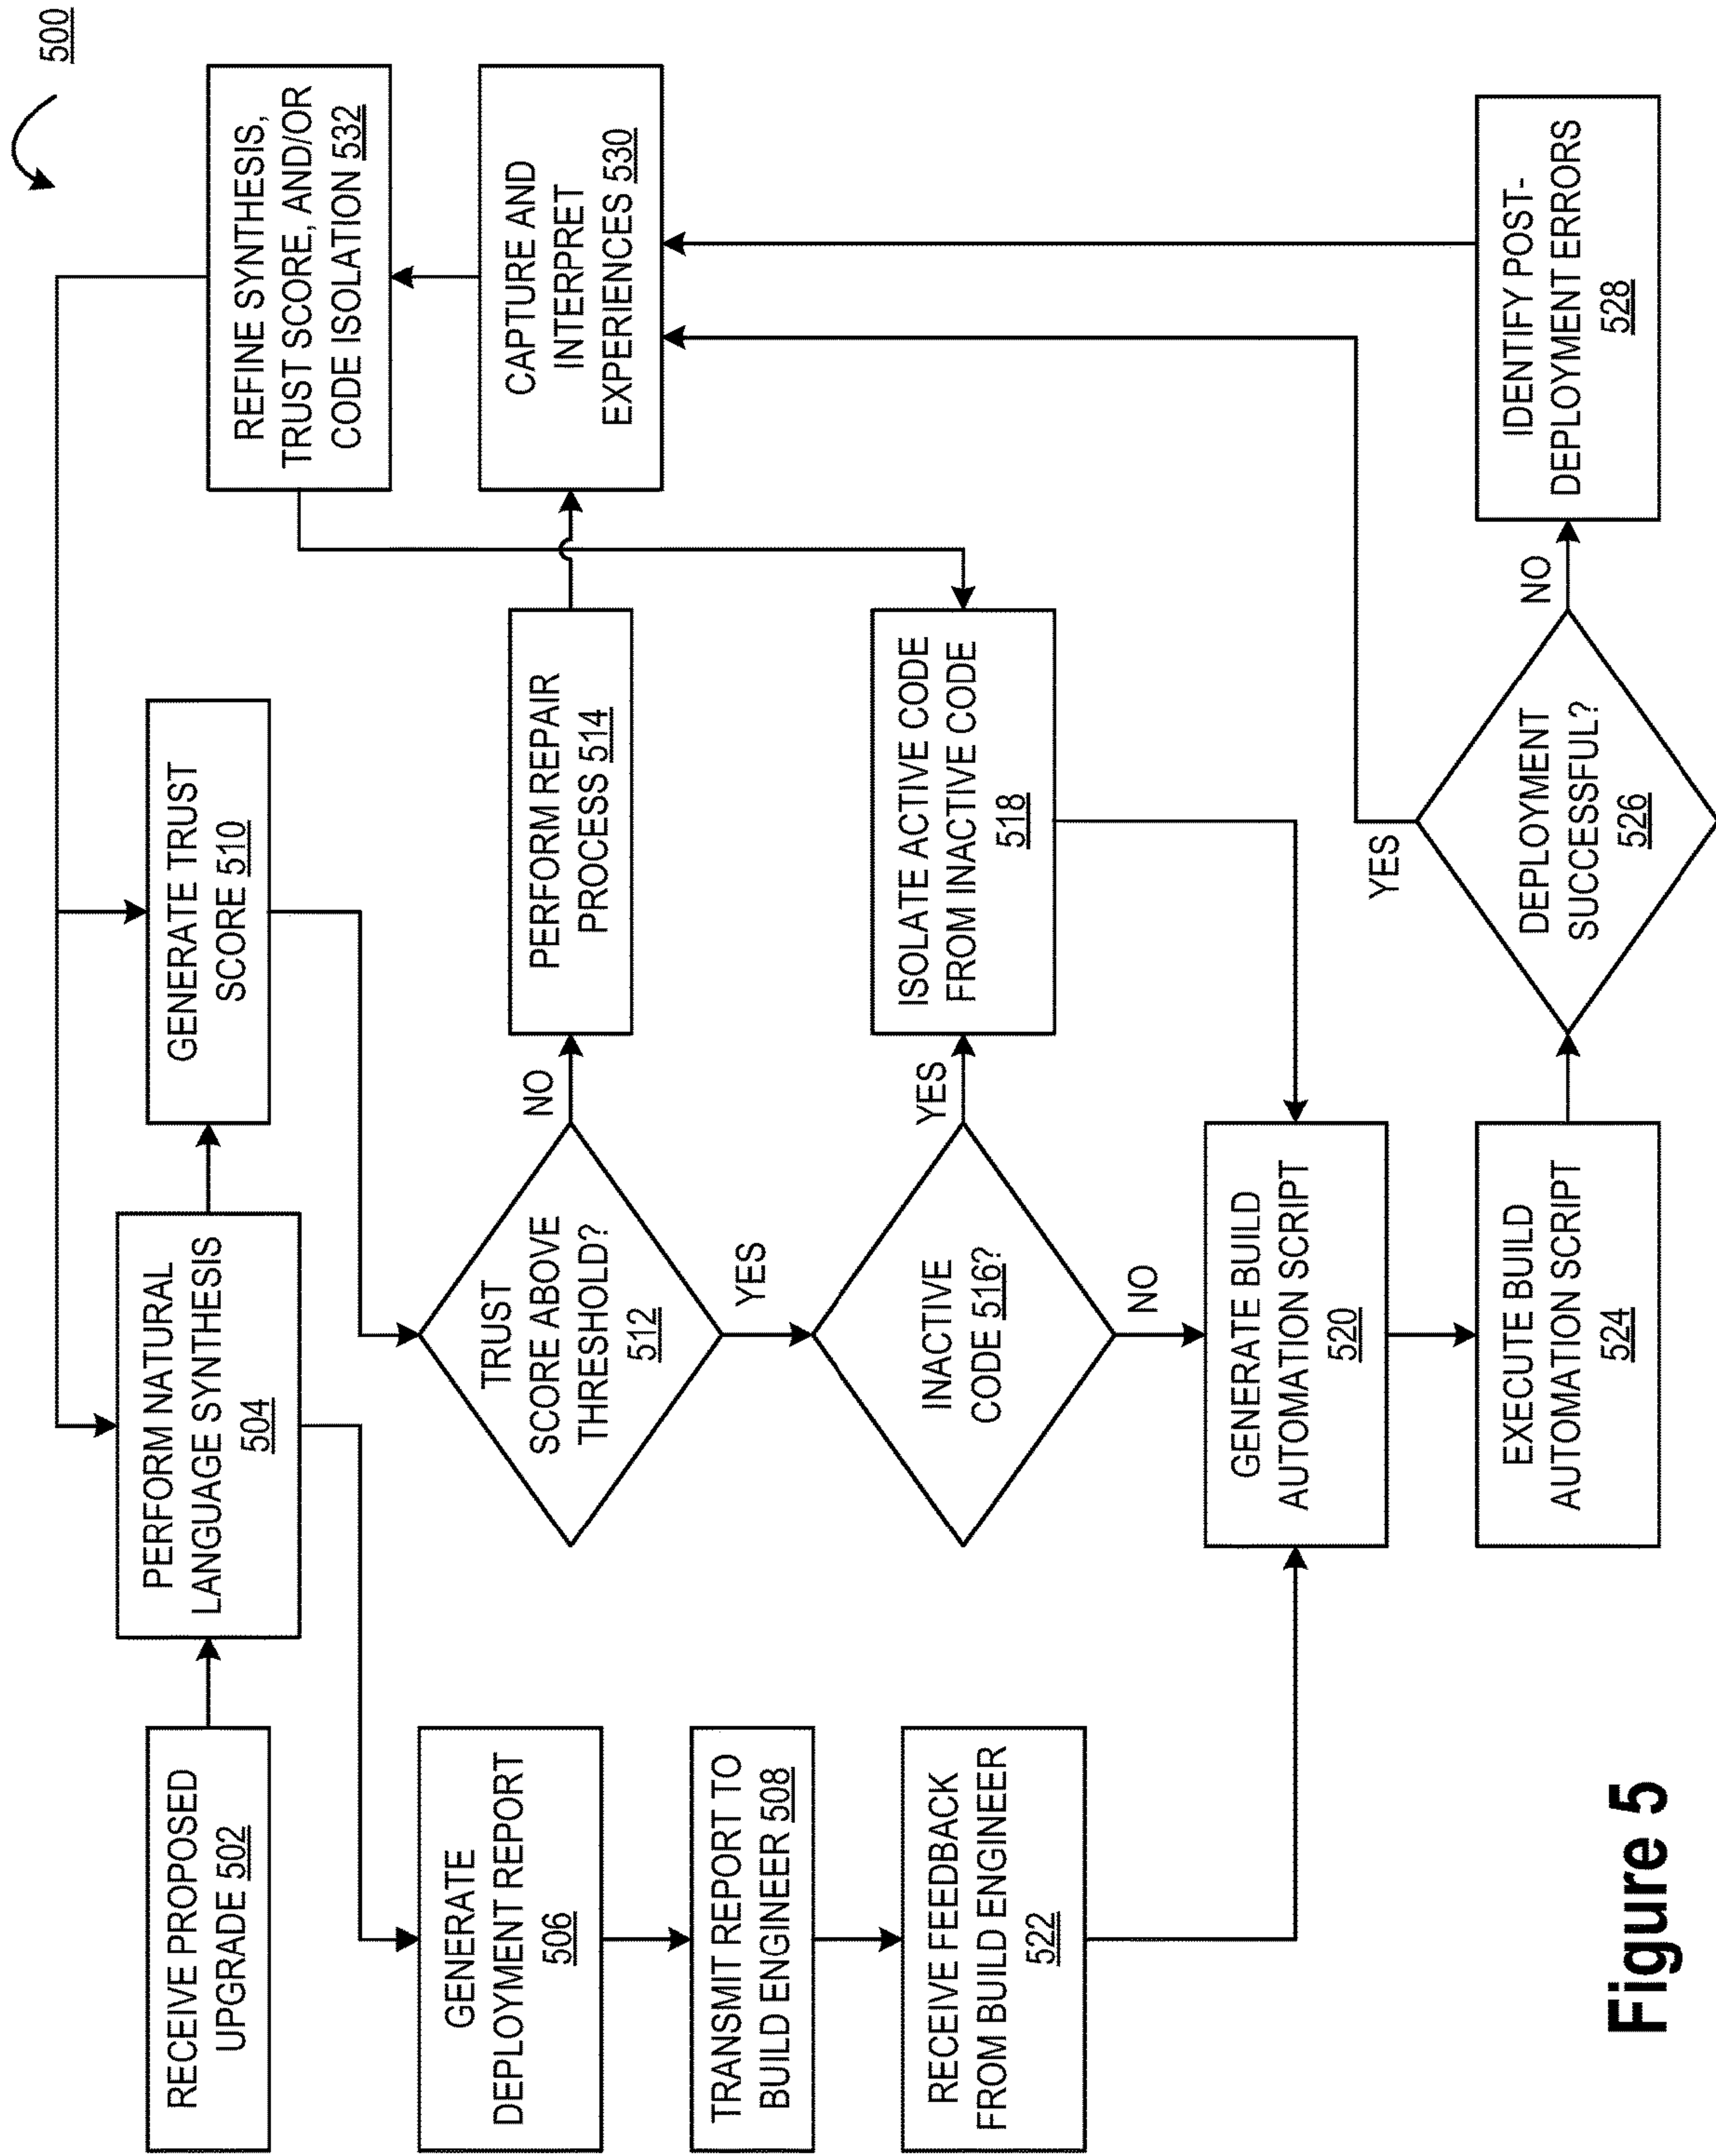 500
RECEIVE PROPOSED
UPGRADE 502
PERFORM NATURAL
LANGUAGE SYNTHESIS
504
GENERATE TRUST
SCORE 510
REFINE SYNTHESIS,
TRUST SCORE, AND/OR
CODE ISOLATION 532
GENERATE
DEPLOYMENT REPORT
506
TRUST
SCORE ABOVE
THRESHOLD?
512
NO
YES
PERFORM REPAIR
PROCESS 514
CAPTURE AND
INTERPRET
EXPERIENCES 530
TRANSMIT REPORT TO
BUILD ENGINEER 508
RECEIVE FEEDBACK
FROM BUILD ENGINEER
522
INACTIVE
CODE 516?
YES
NO
ISOLATE ACTIVE CODE
FROM INACTIVE CODE
518
GENERATE BUILD
AUTOMATION SCRIPT
520
EXECUTE BUILD
AUTOMATION SCRIPT
524
YES
DEPLOYMENT
SUCCESSFUL?
526
NO
IDENTIFY POST-
DEPLOYMENT ERRORS
528
Figure 5